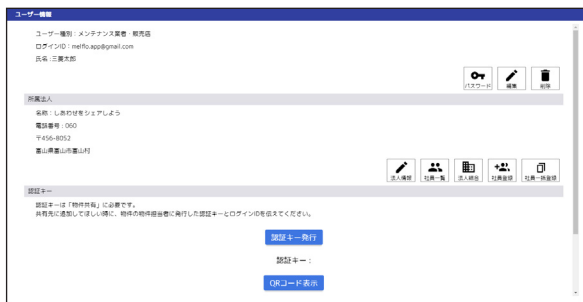 ユーザー情報
ユーザー種別：メンテナンス業者・販売店
ログインID：melflo.app@gmail.com
氏名：三菱太郎
パスワード 編集 削除
所属法人
名称：しあわせをシェアしよう
電話番号：060
〒456-8052
富山県富山市富山村
法人情報 社員一覧 法人統合 社員登録 社員一括登録
認証キー
認証キーは「物件共有」に必要です。
共有先に追加してほしい時に、物件の物件担当者に発行した認証キーとログインIDを伝えてください。
認証キー発行
認証キー：
QRコード表示